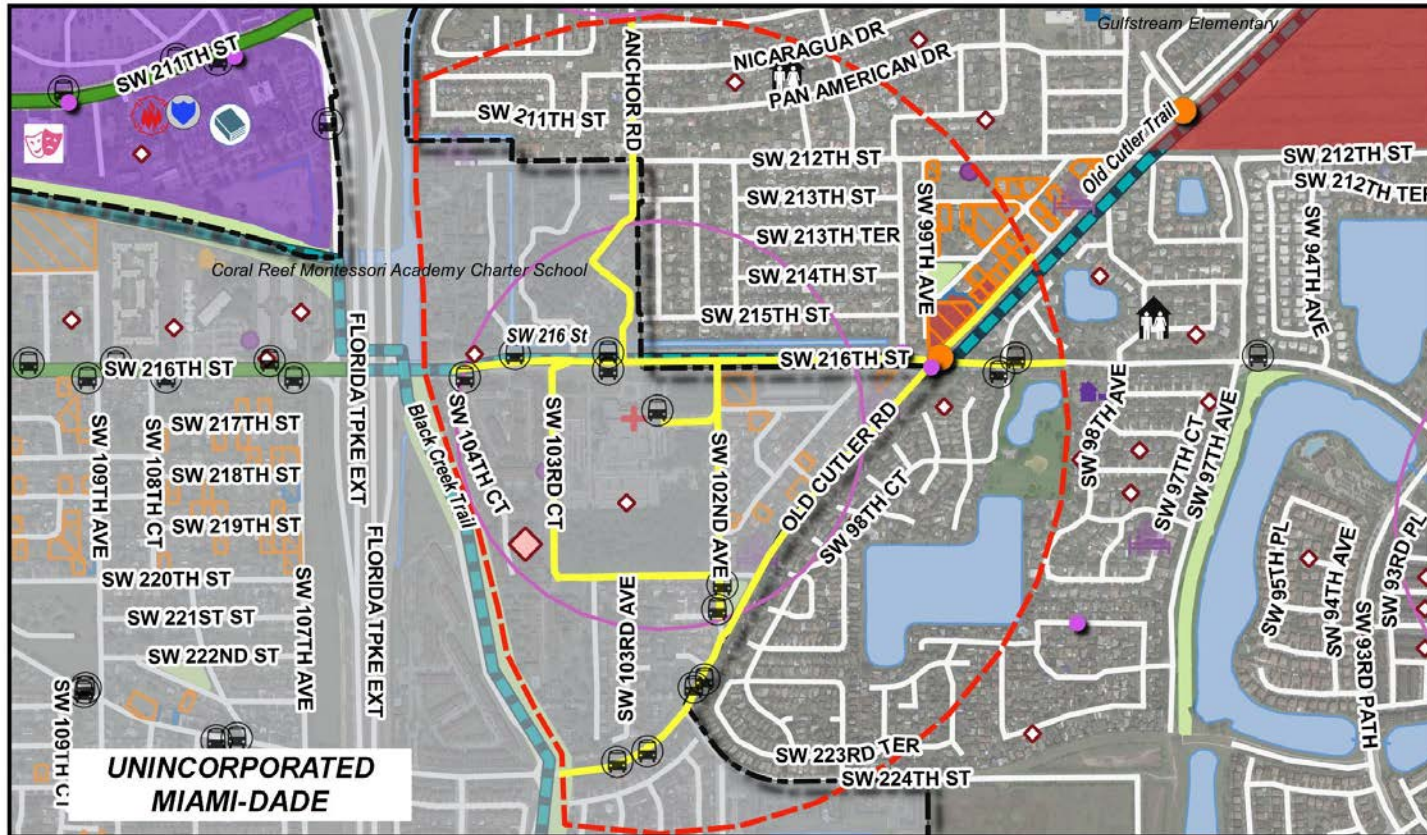 Gulfstream Elementary
SW 211TH ST
ANCHOR RD
NICARAGUA DR
PAN AMERICAN DR
SW 211TH ST
Old Cutler Trail
SW 212TH ST
SW 212TH ST
SW 212TH TER
SW 213TH ST
SW 213TH TER
SW 214TH ST
SW 99TH AVE
SW 94TH AVE
Coral Reef Montessori Academy Charter School
SW 215TH ST
SW 216 St
SW 216TH ST
SW 216TH ST
FLORIDA TPKE EXT
Black Creek Trail
SW 104TH CT
SW 103RD CT
SW 102ND AVE
OLD CUTLER RD
SW 98TH CT
SW 98TH AVE
SW 97TH CT
SW 97TH AVE
SW 109TH AVE
SW 108TH CT
SW 217TH ST
SW 218TH ST
SW 219TH ST
SW 220TH ST
SW 221ST ST
SW 222ND ST
SW 107TH AVE
FLORIDA TPKE EXT
SW 103RD AVE
SW 95TH PL
SW 94TH AVE
SW 93RD PATH
SW 93RD PL
SW 109TH CT
SW 223RD TER
SW 224TH ST
UNINCORPORATED
MIAMI-DADE